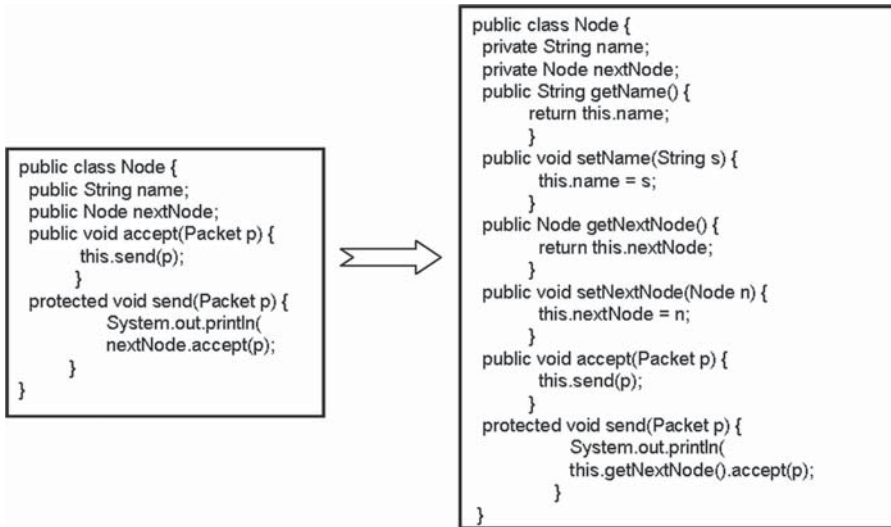 public class Node {
public String name;
public Node nextNode;
public void accept(Packet p) {
this.send(p);
}
protected void send(Packet p) {
System.out.println(
nextNode.accept(p);
}
}
public class Node {
private String name;
private Node nextNode;
public String getName() {
return this.name;
}
public void setName(String s) {
this.name = s;
}
public Node getNextNode() {
return this.nextNode;
}
public void setNextNode(Node n) {
this.nextNode = n;
}
public void accept(Packet p) {
this.send(p);
}
protected void send(Packet p) {
System.out.println(
this.getNextNode().accept(p);
}
}